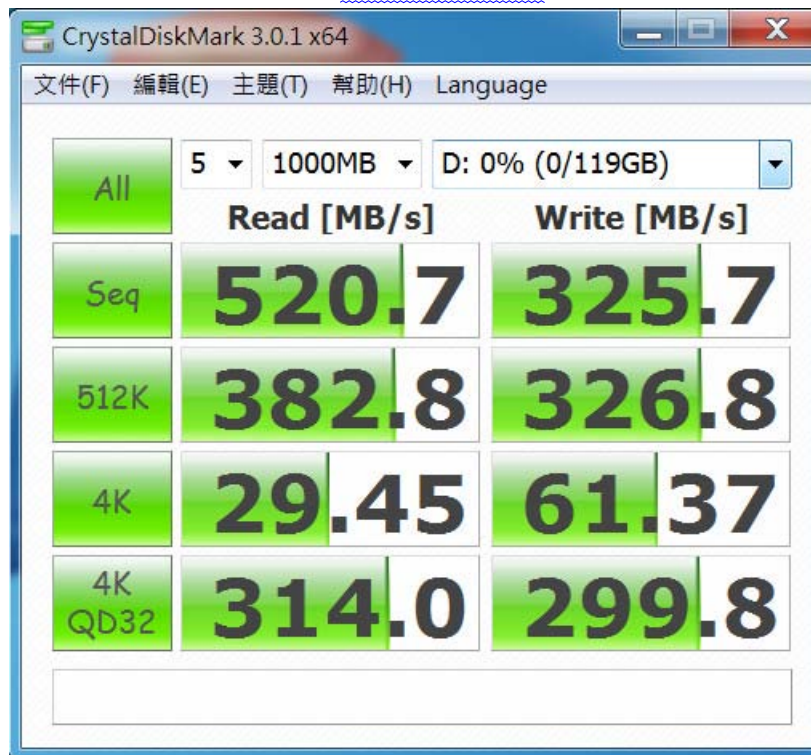 CrystalDiskMark 3.0.1 x64
文件(F) 編輯(E) 主題(T) 幫助(H) Language
All 5 1000MB D: 0% (0/119GB)
Read [MB/s] Write [MB/s]
Seq 520.7 325.7
512K 382.8 326.8
4K 29.45 61.37
4K QD32 314.0 299.8